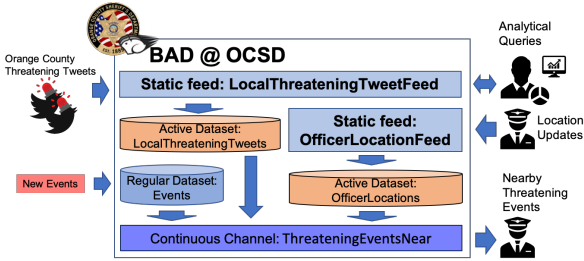 BAD @ OCSD
Orange County
Threatening Tweets
Static feed: LocalThreateningTweetFeed
Analytical
Queries
Active Dataset:
LocalThreateningTweets
Static feed:
OfficerLocationFeed
Location
Updates
New Events
Regular Dataset:
Events
Active Dataset:
OfficerLocations
Nearby
Threatening
Events
Continuous Channel: ThreateningEventsNear